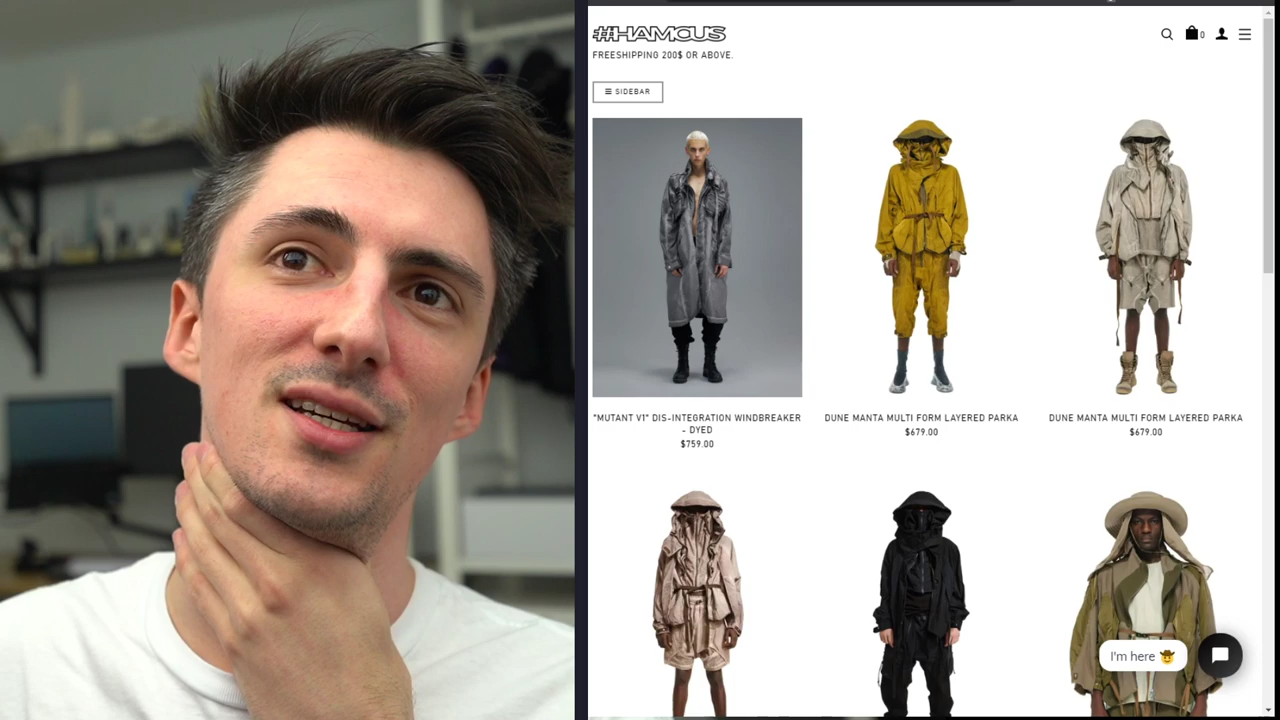 #HAMCUS
0
FREESHIPPING 200$ OR ABOVE.
SIDEBAR
"MUTANT V1" DIS-INTEGRATION WINDBREAKER
- DYED
$759.00
DUNE MANTA MULTI FORM LAYERED PARKA
$679.00
DUNE MANTA MULTI FORM LAYERED PARKA
$679.00
I'm here 🤠